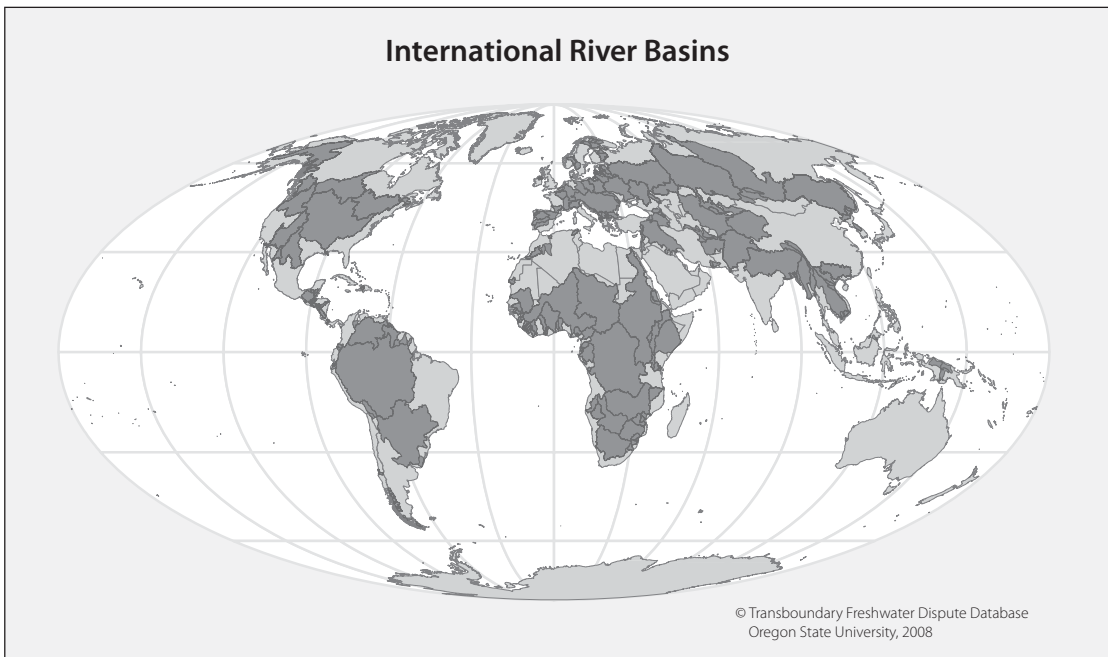 International River Basins
© Transboundary Freshwater Dispute Database
Oregon State University, 2008